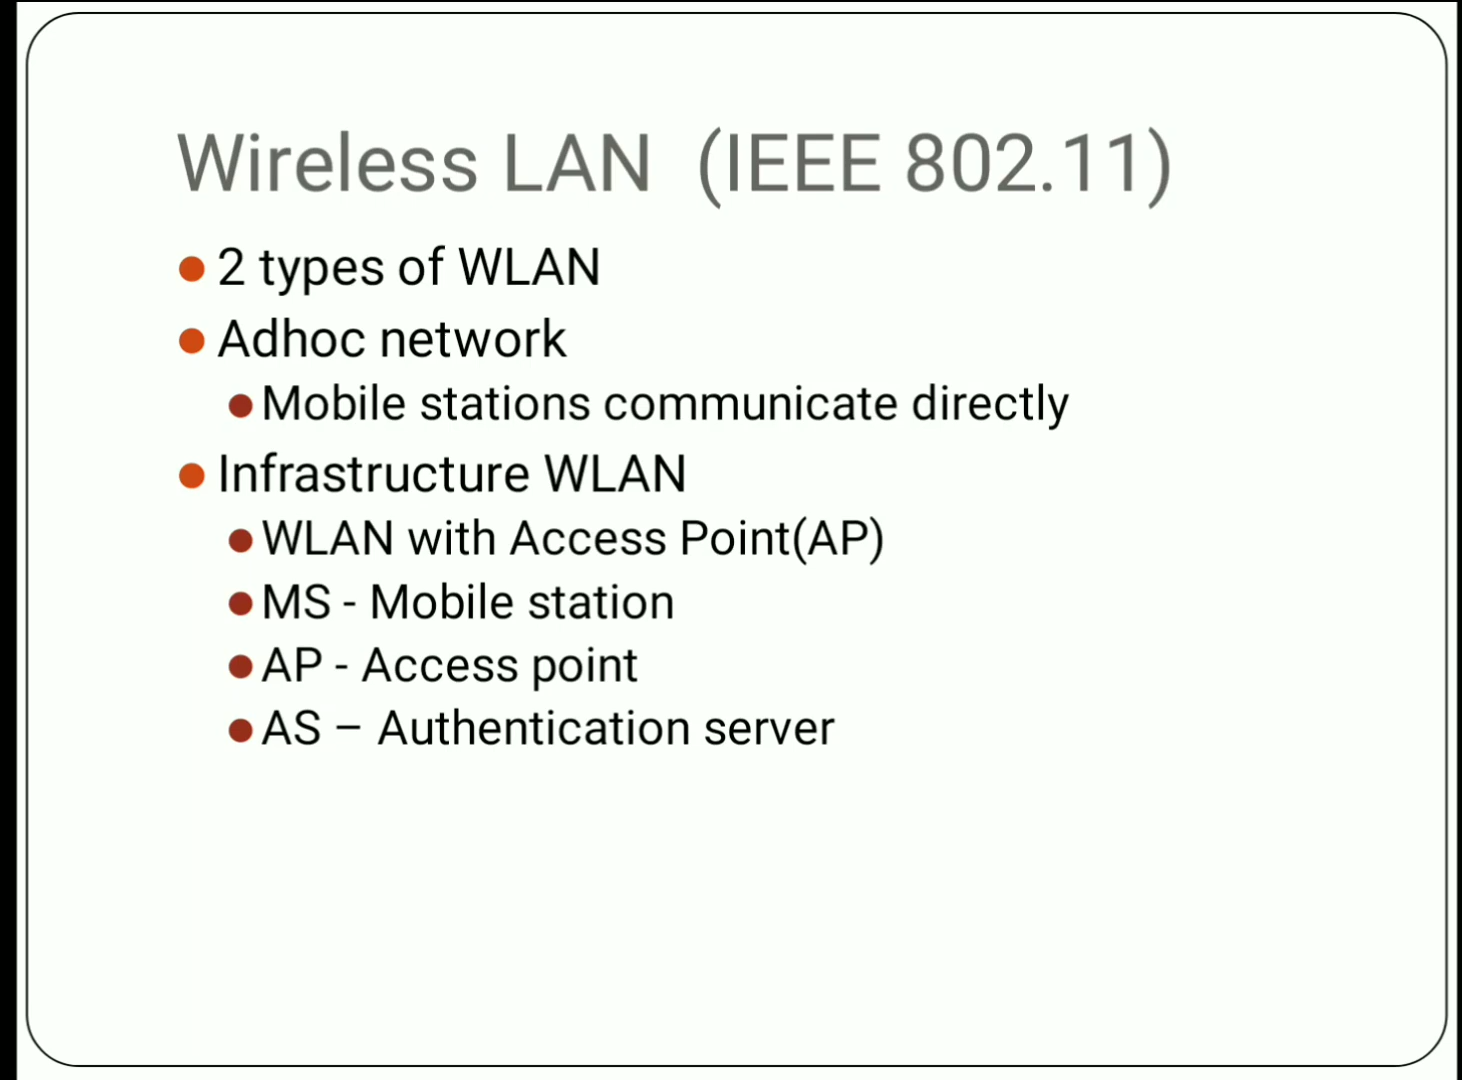 Wireless LAN (IEEE 802.11)
2 types of WLAN
Adhoc network
Mobile stations communicate directly
Infrastructure WLAN
WLAN with Access Point(AP)
MS - Mobile station
AP - Access point
AS – Authentication server